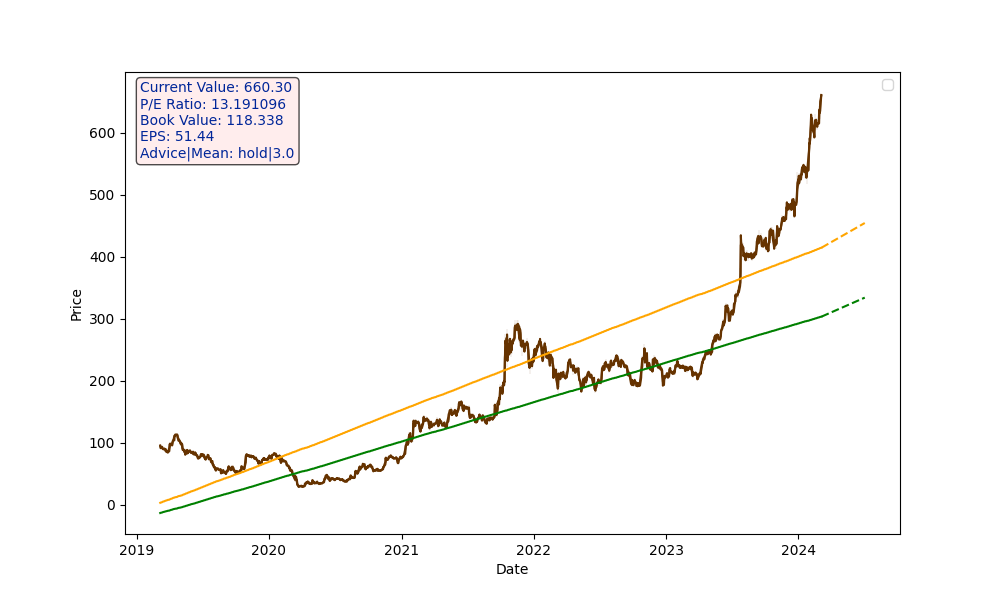 Current Value: 660.30
P/E Ratio: 13.191096
Book Value: 118.338
EPS: 51.44
Advice|Mean: hold|3.0
600
500
400
300
200
100
0
Price
2019 2020 2021 2022 2023 2024
Date